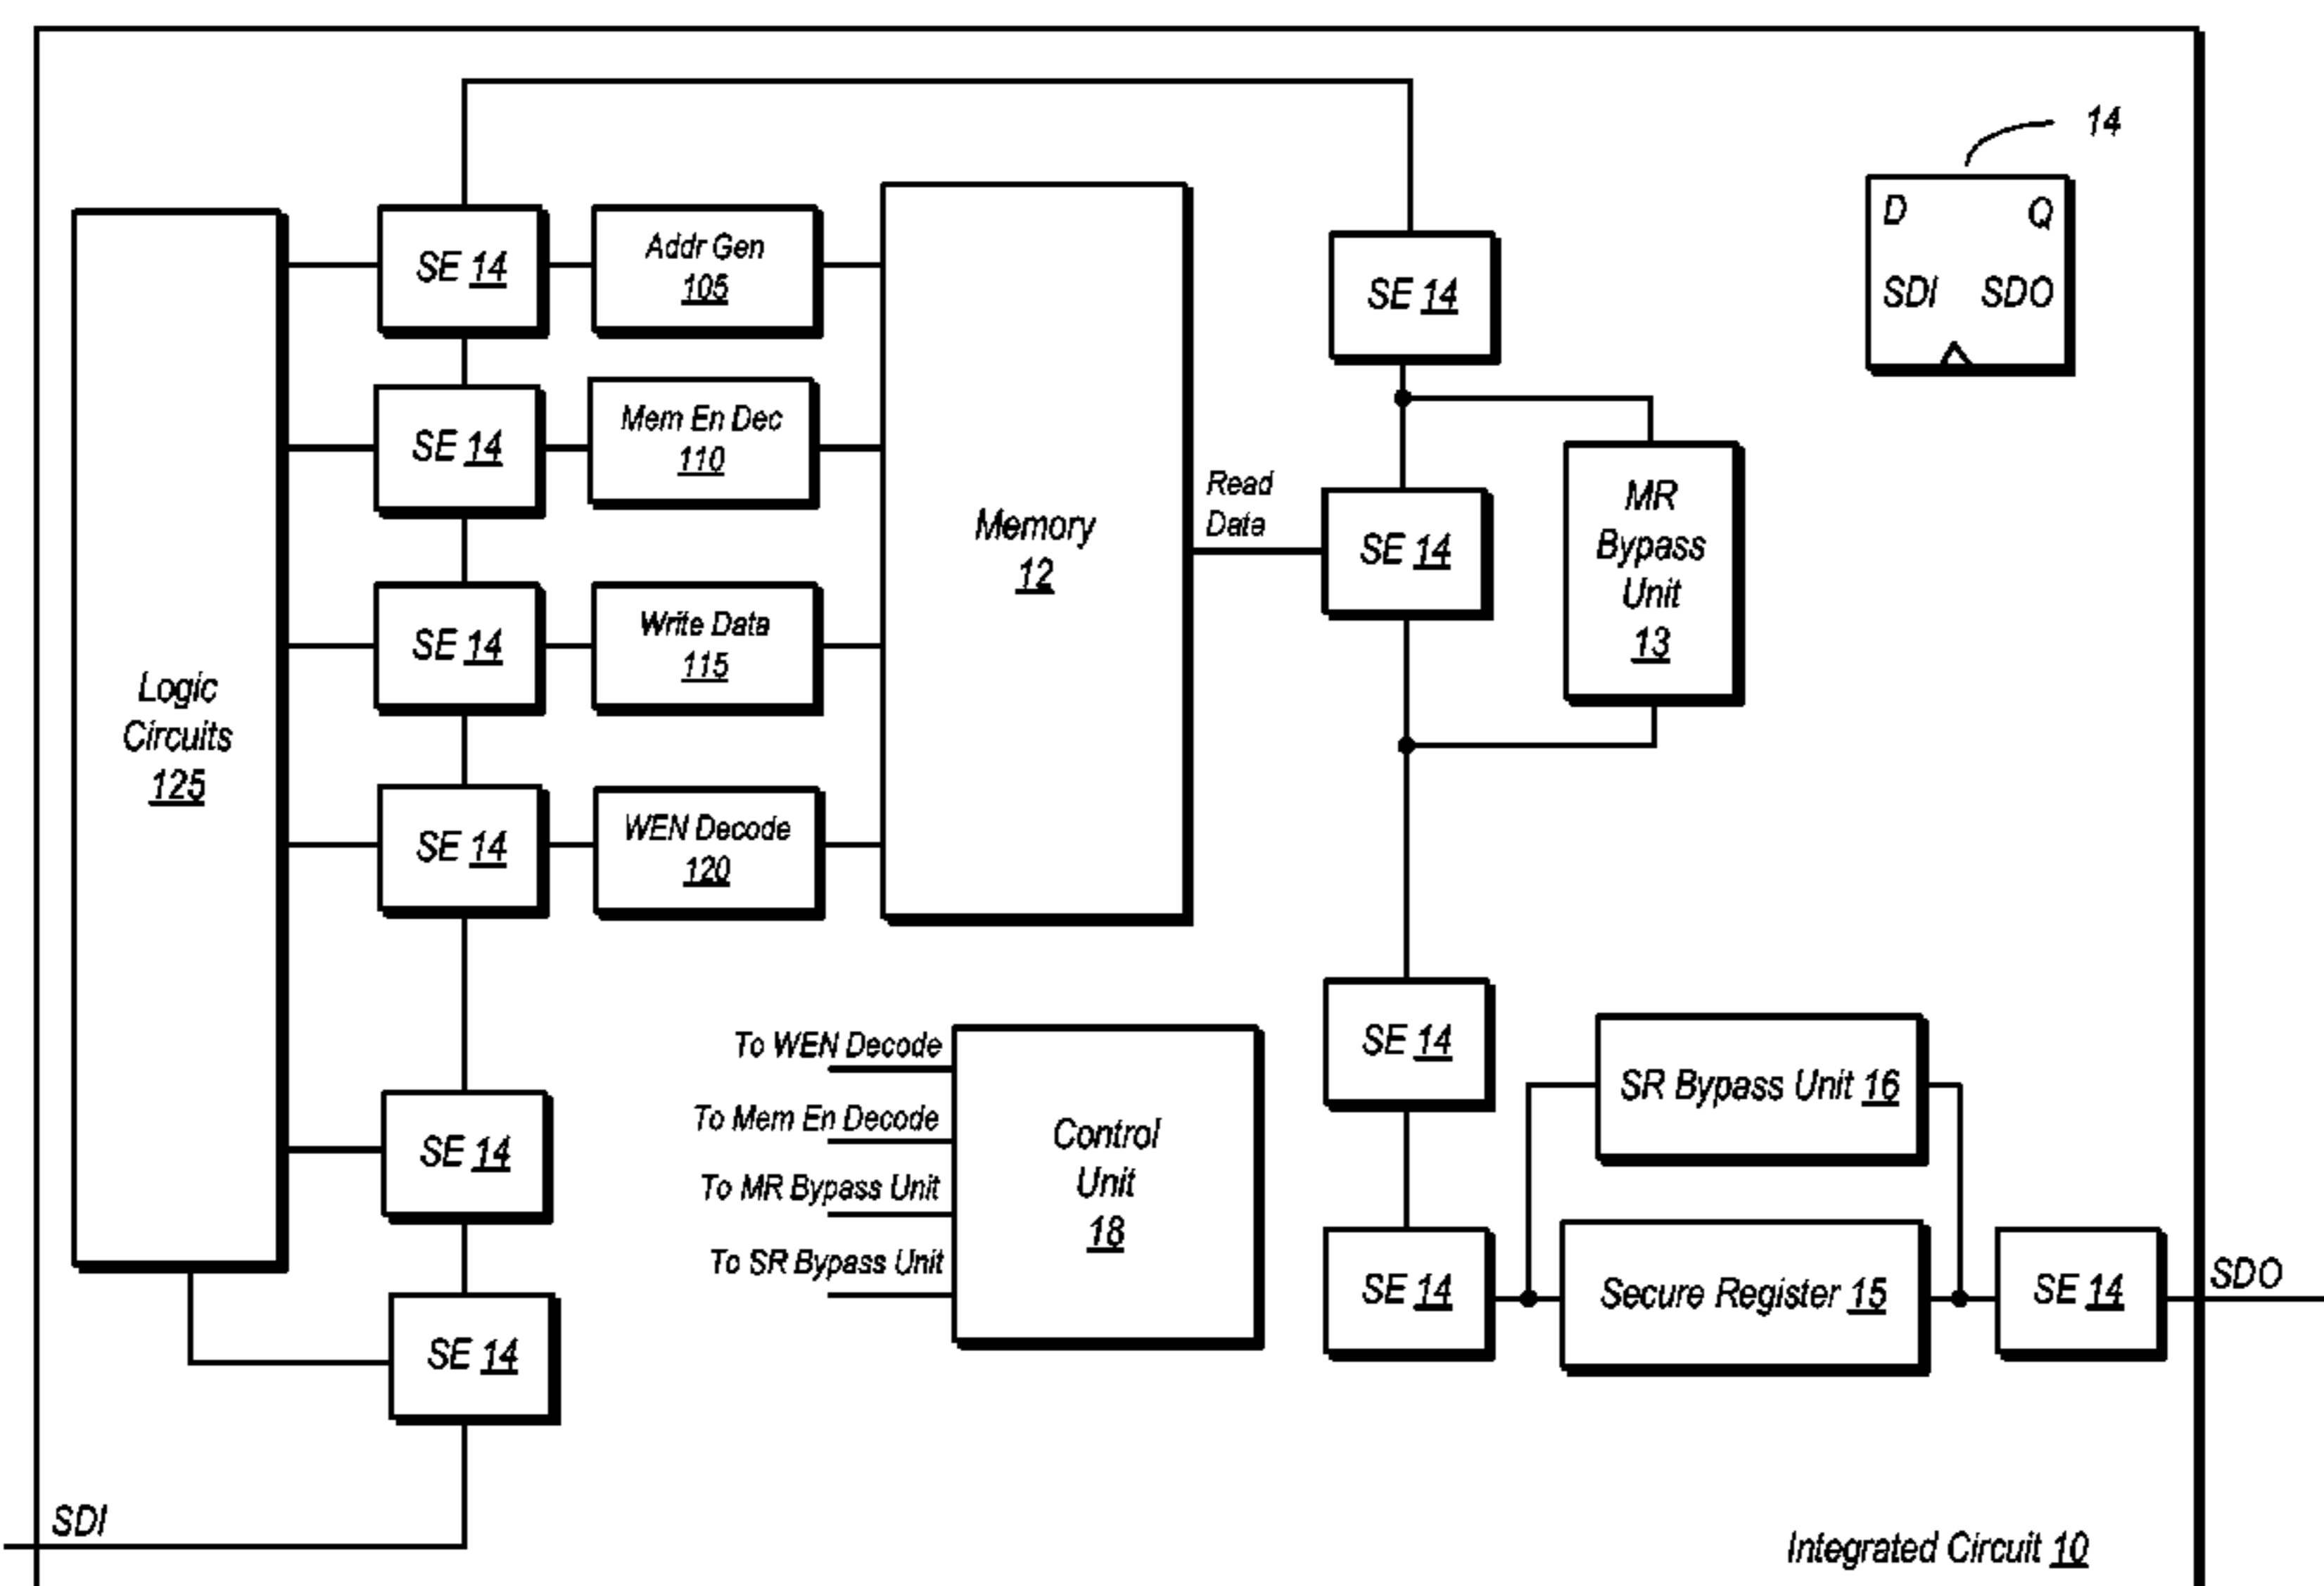 14
D Q
SDI SDO
SE 14
Addr Gen
105
SE 14
SE 14
Mem En Dec
110
Memory
12
Read
Data
SE 14
MR
Bypass
Unit
13
SE 14
Write Data
115
Logic
Circuits
125
SE 14
WEN Decode
120
To WEN Decode
To Mem En Decode
To MR Bypass Unit
To SR Bypass Unit
Control
Unit
18
SE 14
SR Bypass Unit 16
SE 14
SE 14
Secure Register 15
SE 14
SDO
SE 14
SDI
Integrated Circuit 10